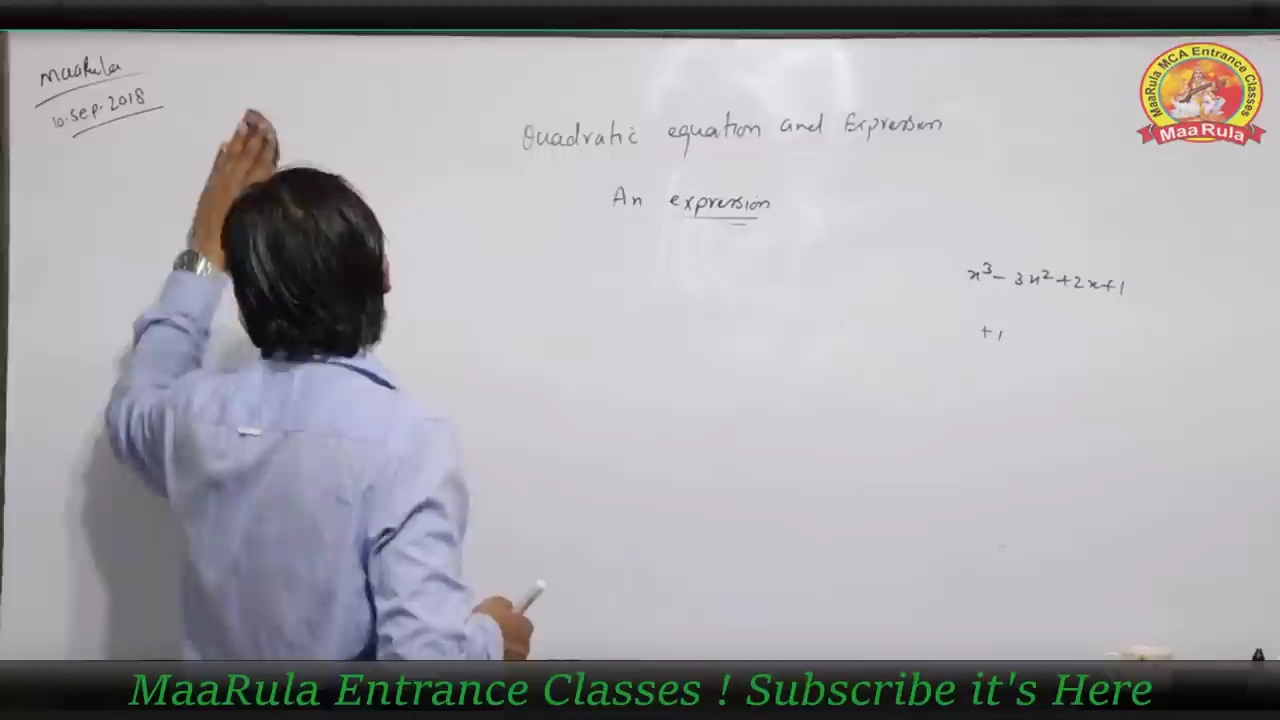 MaaRula
10.Sep.2018
MaaRula MCA Entrance Classes
MaaRula
Quadratic equation and Expression
An expression
x³- 3x²+2x+1
+1
MaaRula Entrance Classes ! Subscribe it's Here